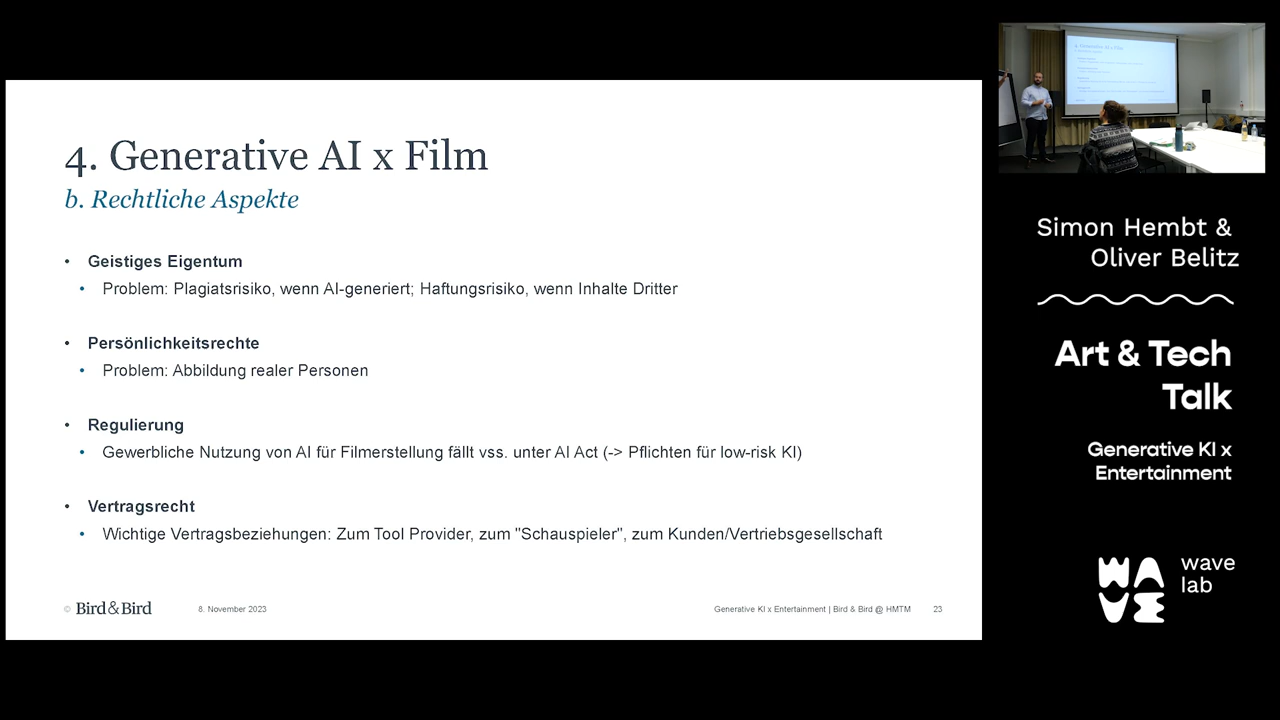 4. Generative AI x Film
b. Rechtliche Aspekte
• Geistiges Eigentum
• Problem: Plagiatsrisiko, wenn AI-generiert; Haftungsrisiko, wenn Inhalte Dritter
• Persönlichkeitsrechte
• Problem: Abbildung realer Personen
• Regulierung
• Gewerbliche Nutzung von AI für Filmerstellung fällt vss. unter AI Act (-> Pflichten für low-risk KI)
• Vertragsrecht
• Wichtige Vertragsbeziehungen: Zum Tool Provider, zum "Schauspieler", zum Kunden/Vertriebsgesellschaft
© Bird&Bird
8. November 2023
Generative KI x Entertainment | Bird & Bird @ HMTM
23
Simon Hembt &
Oliver Belitz
Art & Tech
Talk
Generative KI x
Entertainment
WAVE
wave
lab